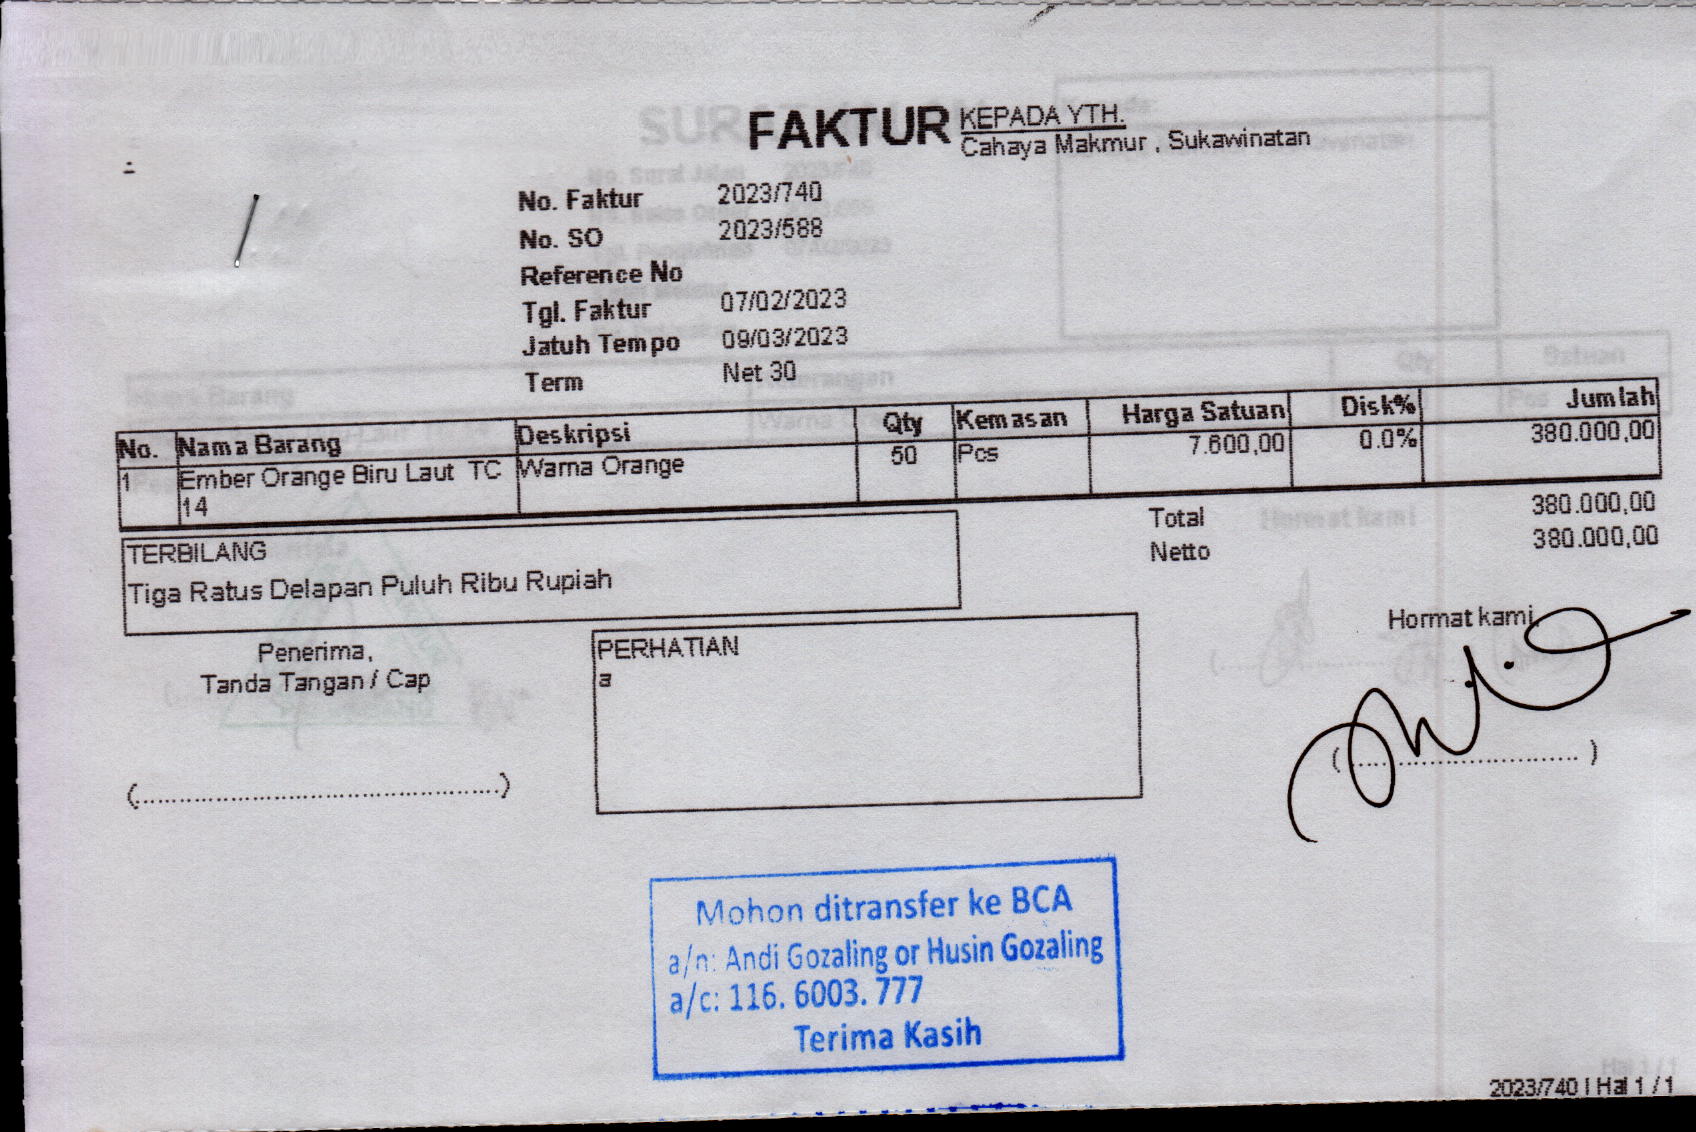 FAKTUR
KEPADA YTH.
Cahaya Makmur , Sukawinatan
No. Faktur 2023/740
No. SO 2023/588
Reference No
Tgl. Faktur 07/02/2023
Jatuh Tempo 09/03/2023
Term Net 30
No. Nama Barang Deskripsi Qty Kemasan Harga Satuan Disk% Jumlah
1 Ember Orange Biru Laut TC Warna Orange 50 Pcs 7.600,00 0.0% 380.000,00
14
Total 380.000,00
Netto 380.000,00
TERBILANG
Tiga Ratus Delapan Puluh Ribu Rupiah
Penerima,
Tanda Tangan / Cap
(................................................)
PERHATIAN
a
Hormat kami,
(................................)
Mohon ditransfer ke BCA
a/n: Andi Gozaling or Husin Gozaling
a/c: 116. 6003. 777
Terima Kasih
2023/740 | Hal 1 / 1